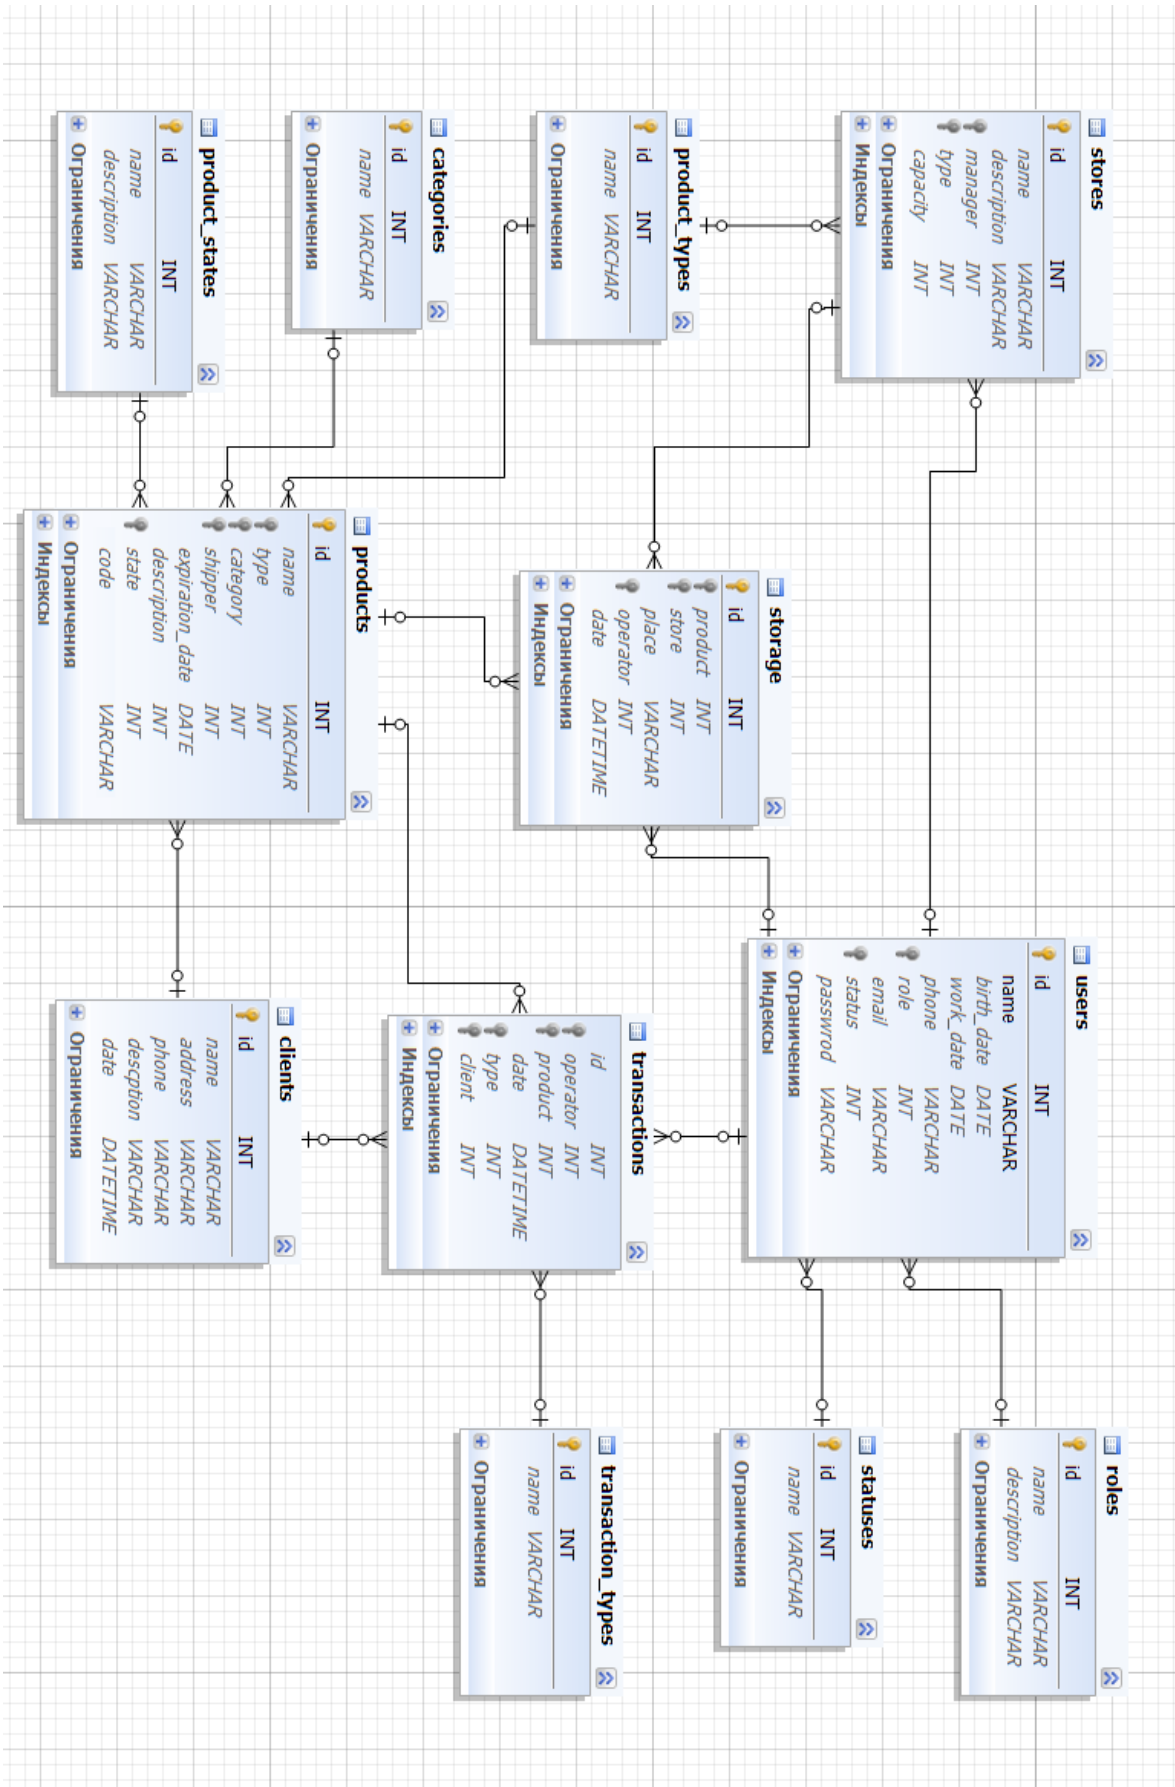 stores
id INT
name VARCHAR
description VARCHAR
manager INT
type INT
capacity INT
Ограничения
Индексы
product_types
id INT
name VARCHAR
Ограничения
categories
id INT
name VARCHAR
Ограничения
product_states
id INT
name VARCHAR
description VARCHAR
Ограничения
storage
id INT
product INT
store INT
place VARCHAR
operator INT
date DATETIME
Ограничения
Индексы
products
id INT
name VARCHAR
type INT
category INT
shipper INT
expiration_date DATE
description INT
state INT
code VARCHAR
Ограничения
Индексы
users
id INT
name VARCHAR
birth_date DATE
work_date DATE
phone VARCHAR
role INT
email VARCHAR
status INT
passwrod VARCHAR
Ограничения
Индексы
transactions
id INT
operator INT
product INT
date DATETIME
type INT
client INT
Ограничения
Индексы
clients
id INT
name VARCHAR
address VARCHAR
phone VARCHAR
descption VARCHAR
date DATETIME
Ограничения
roles
id INT
name VARCHAR
description VARCHAR
Ограничения
statuses
id INT
name VARCHAR
Ограничения
transaction_types
id INT
name VARCHAR
Ограничения